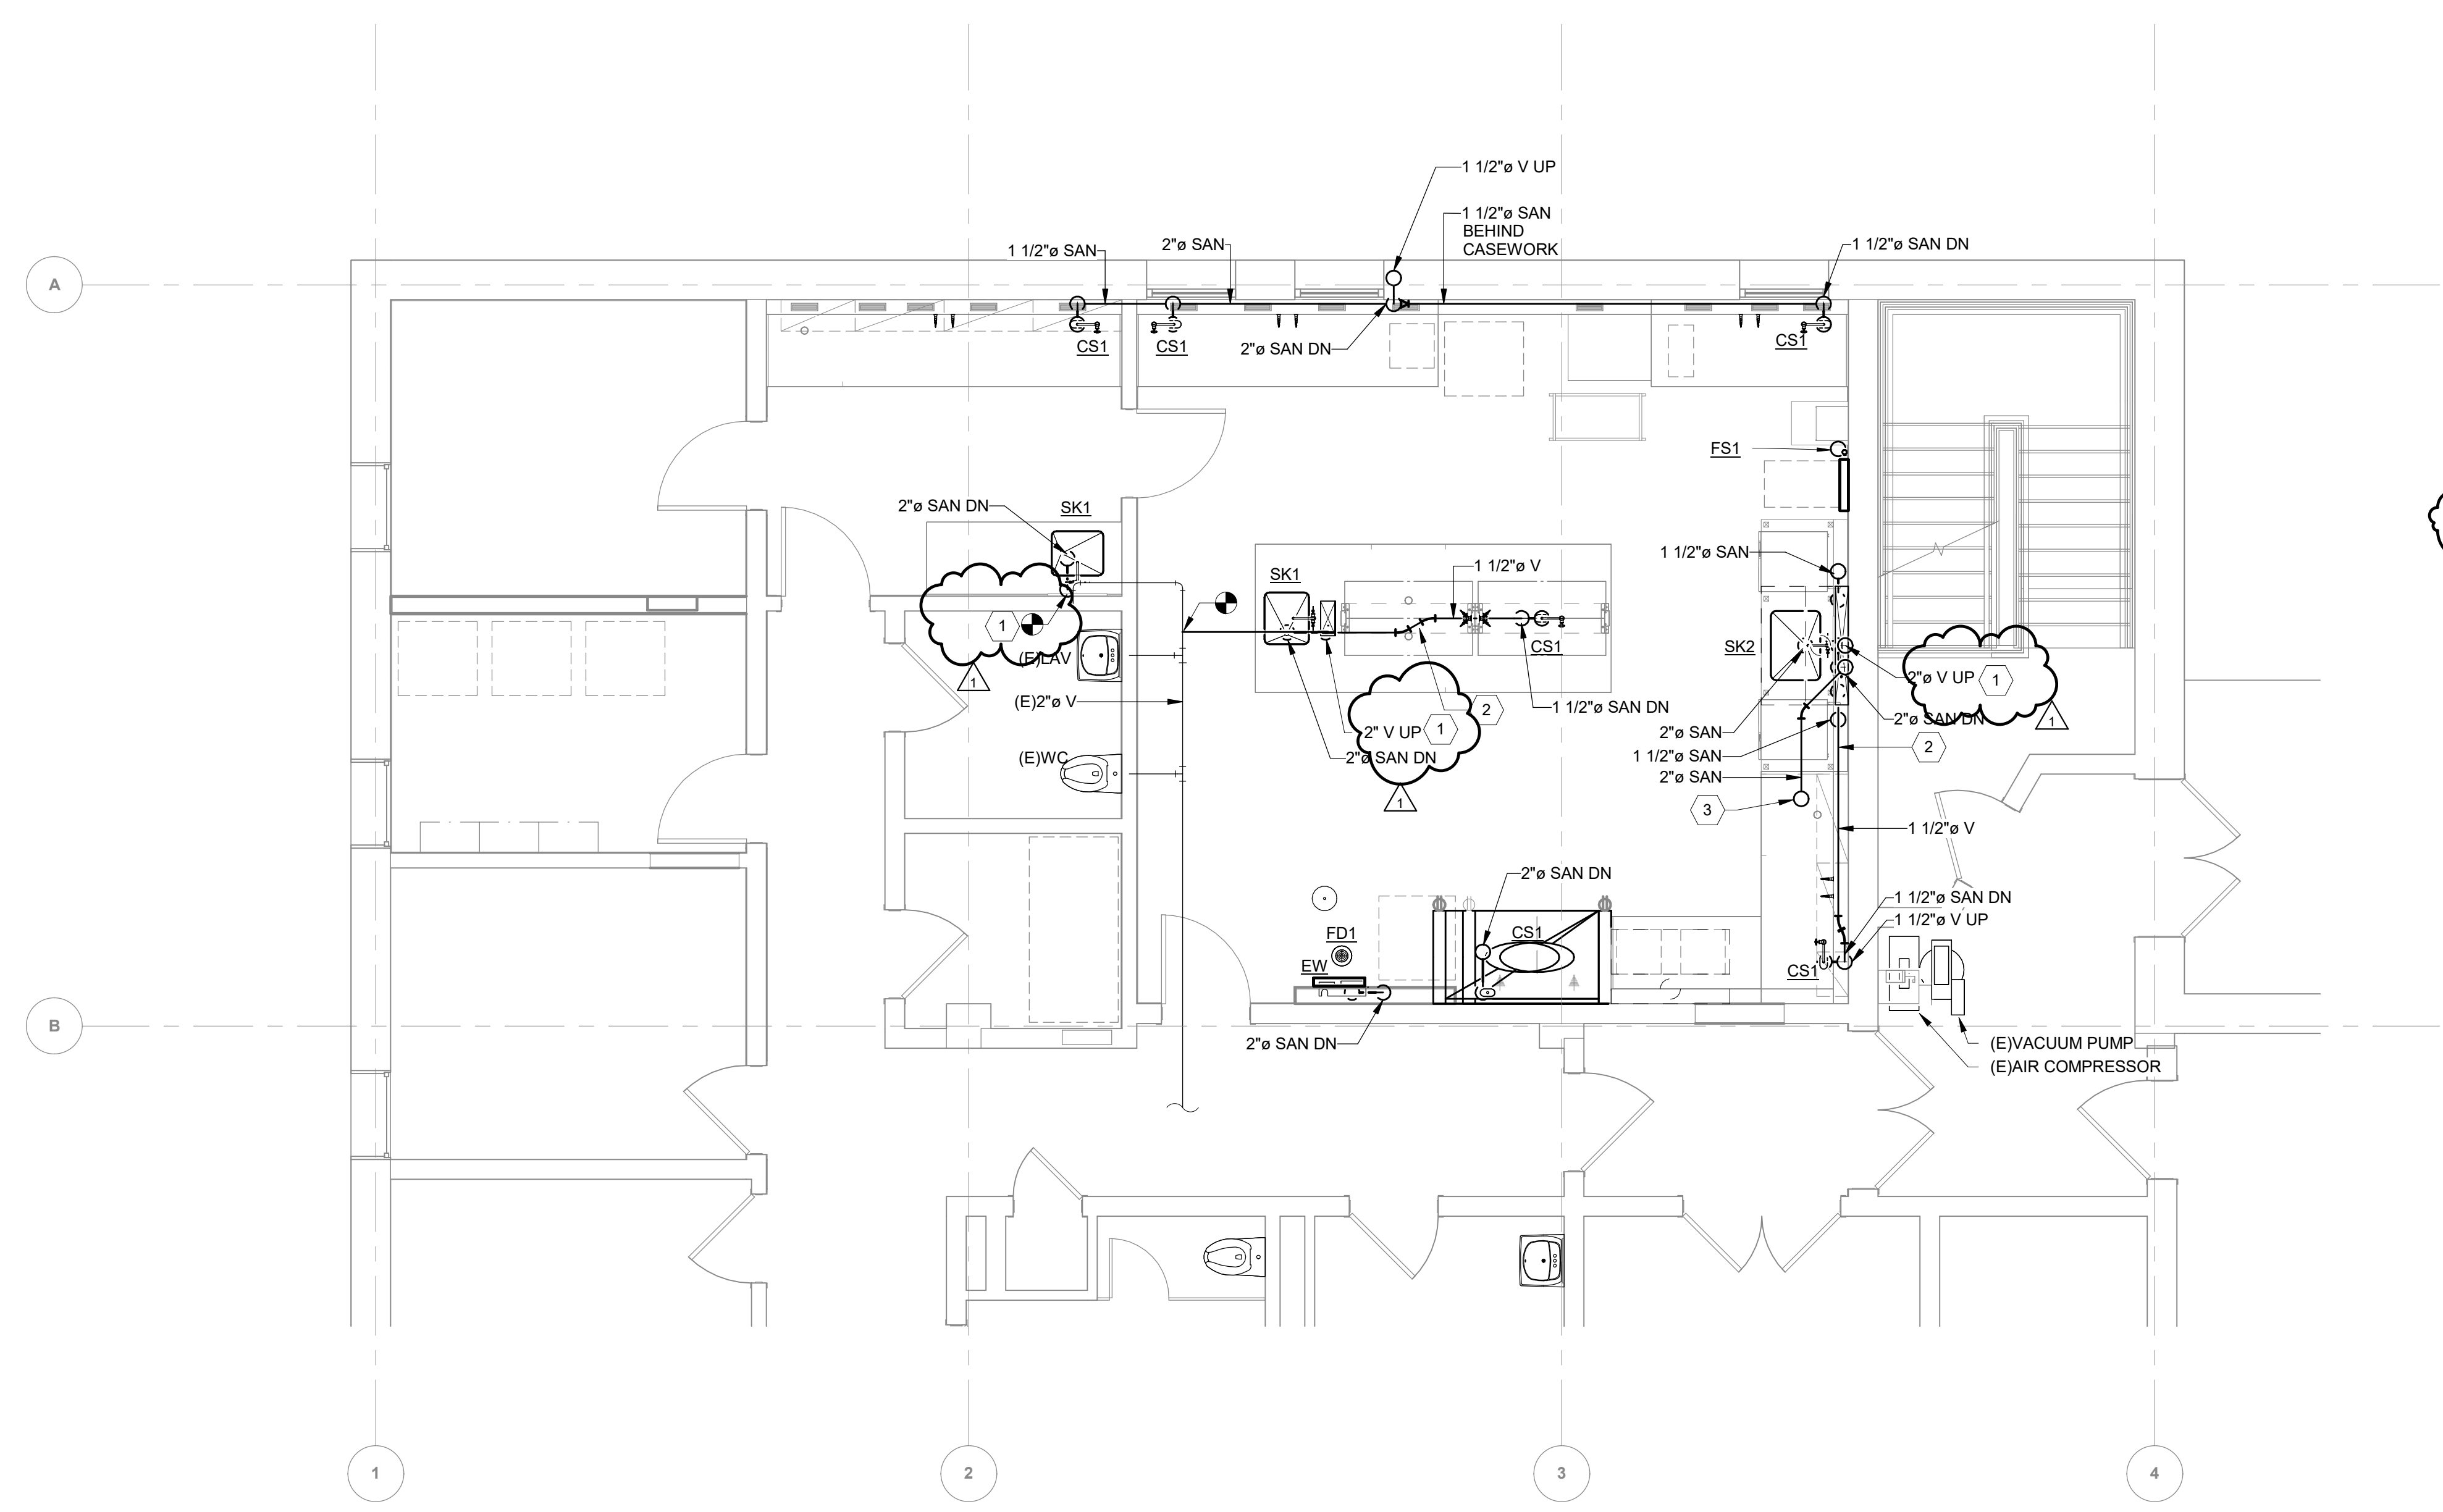 1 1/2"ø V UP
1 1/2"ø SAN
BEHIND
CASEWORK
1 1/2"ø SAN
2"ø SAN
1 1/2"ø SAN DN
A
2"ø SAN DN
CS1
CS1
CS1
FS1
2"ø SAN DN
SK1
1 1/2"ø SAN
1 1/2"ø V
SK1
1
(E)LAV
1
CS1
SK2
2"ø V UP
1
(E)2"ø V
1 1/2"ø SAN DN
2
2" V UP
1
2"ø SAN DN
1
2"ø SAN
2
1 1/2"ø SAN
(E)WC
2"ø SAN DN
2"ø SAN
1
3
1 1/2"ø V
2"ø SAN DN
1 1/2"ø SAN DN
1 1/2"ø V UP
FD1
CS1
EW
CS1
B
2"ø SAN DN
(E)VACUUM PUMP
(E)AIR COMPRESSOR
1
2
3
4